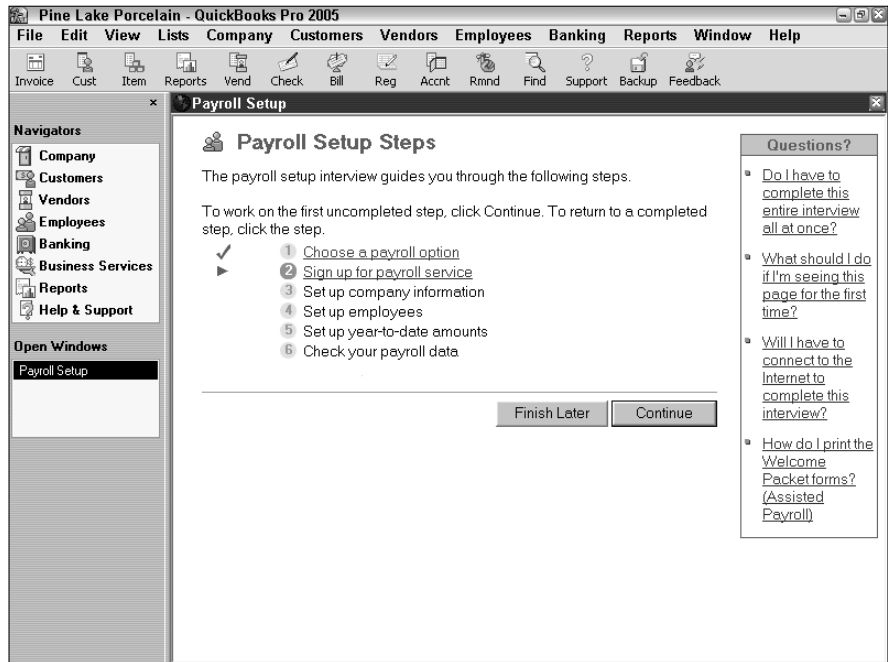 Pine Lake Porcelain - QuickBooks Pro 2005
File Edit View Lists Company Customers Vendors Employees Banking Reports Window Help
Invoice Cust Item Reports Vend Check Bill Reg Accnt Rmnd Find Support Backup Feedback
Navigators
Company
Customers
Vendors
Employees
Banking
Business Services
Reports
Help & Support
Open Windows
Payroll Setup
Payroll Setup
Payroll Setup Steps
The payroll setup interview guides you through the following steps.
To work on the first uncompleted step, click Continue. To return to a completed
step, click the step.
1 Choose a payroll option
2 Sign up for payroll service
3 Set up company information
4 Set up employees
5 Set up year-to-date amounts
6 Check your payroll data
Finish Later Continue
Questions?
Do I have to
complete this
entire interview
all at once?
What should I do
if I'm seeing this
page for the first
time?
Will I have to
connect to the
Internet to
complete this
interview?
How do I print the
Welcome
Packet forms?
(Assisted
Payroll)